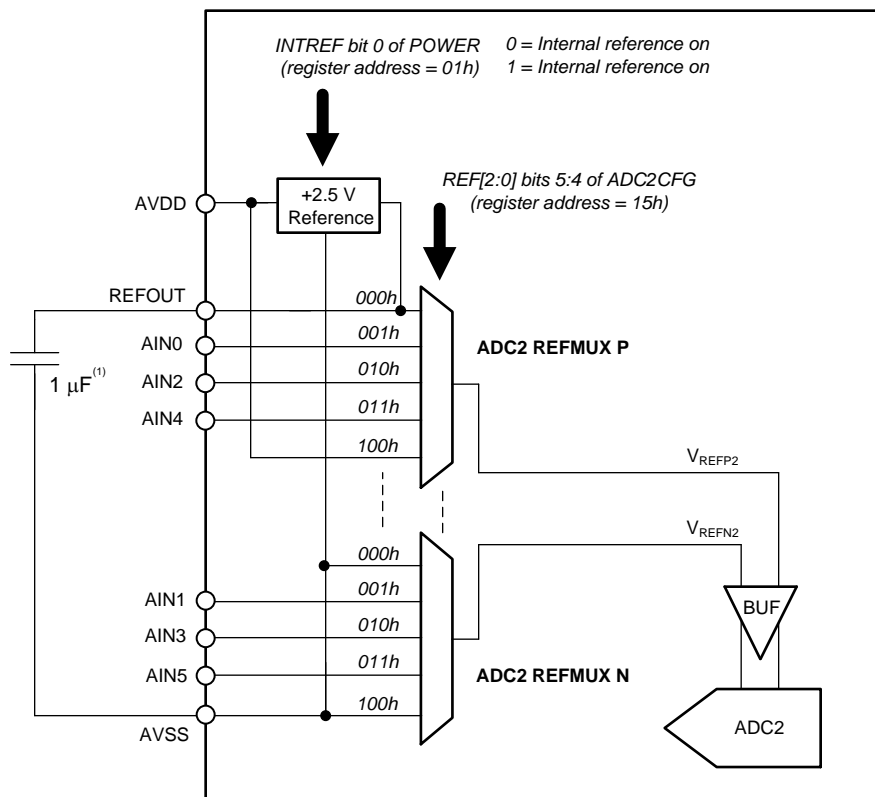 INTREF bit 0 of POWER
(register address = 01h)
0 = Internal reference on
1 = Internal reference on
REF[2:0] bits 5:4 of ADC2CFG
(register address = 15h)
+2.5 V
Reference
AVDD
REFOUT
000h
AIN0
001h
AIN2
010h
AIN4
011h
100h
ADC2 REFMUX P
1 μF(1)
VREFP2
VREFN2
000h
AIN1
001h
AIN3
010h
AIN5
011h
AVSS
100h
ADC2 REFMUX N
BUF
ADC2